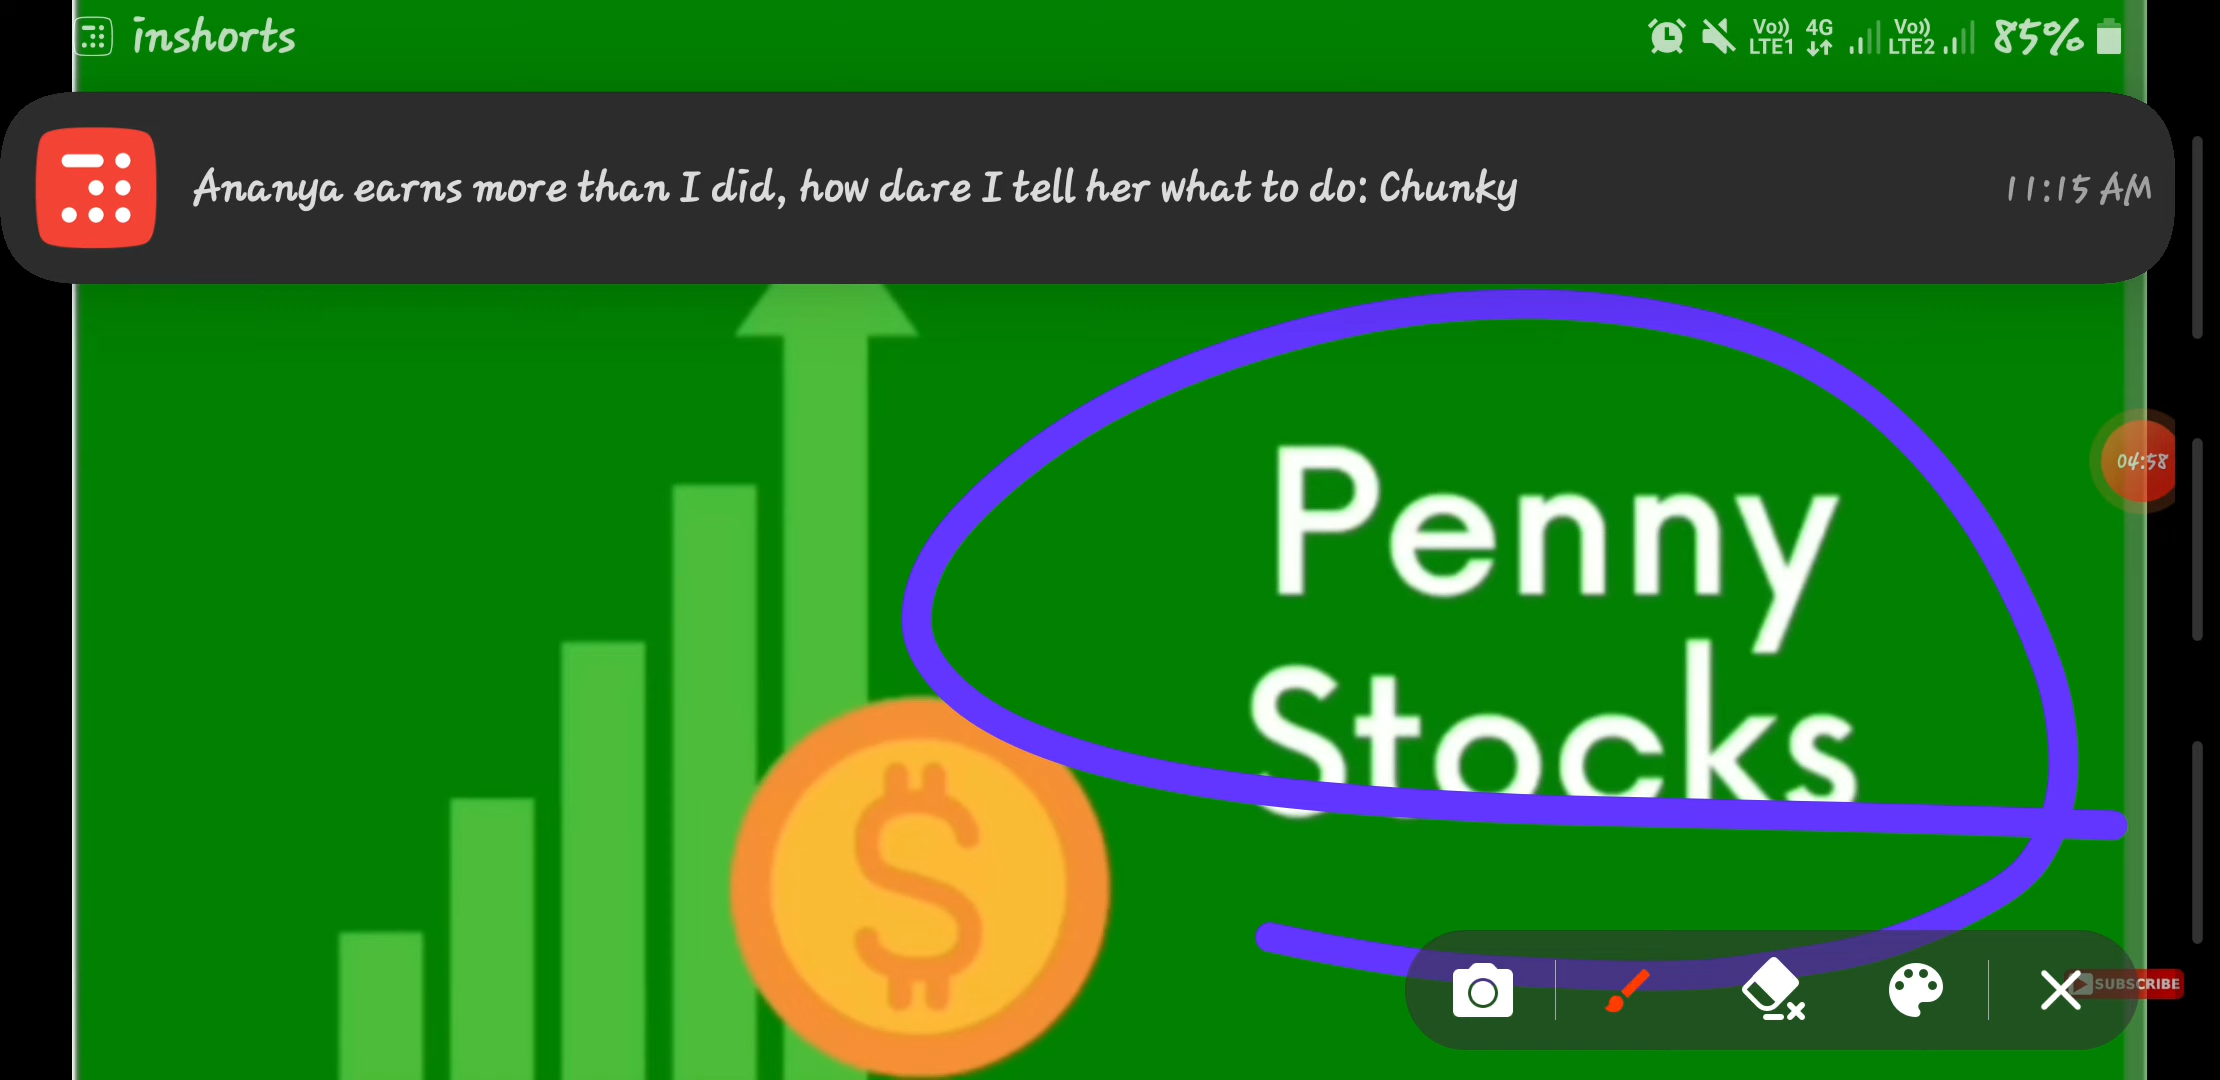 inshorts
Vo)) LTE1 4G Vo)) LTE2 85%
Ananya earns more than I did, how dare I tell her what to do: Chunky
11:15 AM
Penny
Stocks
04:58
$
SUBSCRIBE